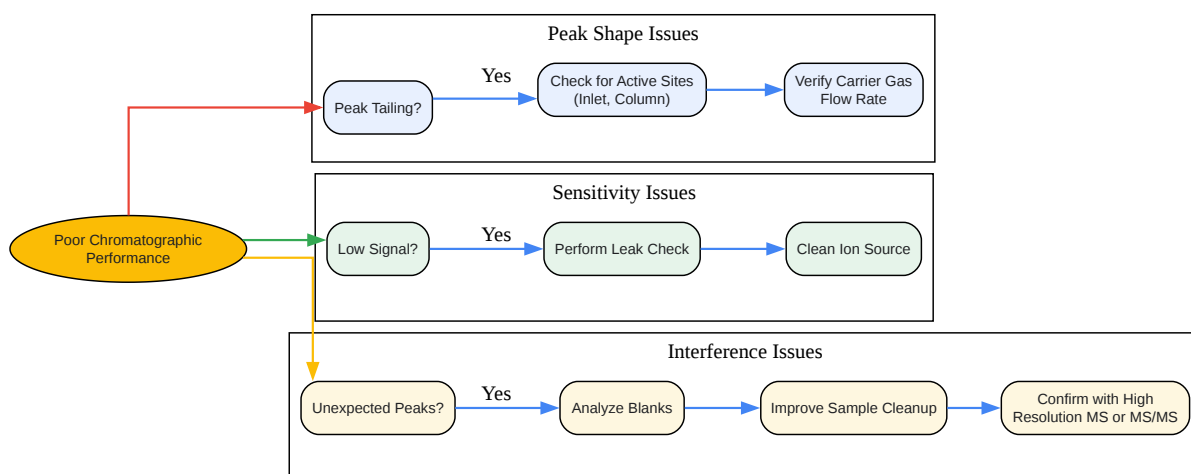 Peak Shape Issues
Peak Tailing?
Yes
Check for Active Sites
(Inlet, Column)
Verify Carrier Gas
Flow Rate
Poor Chromatographic
Performance
Sensitivity Issues
Low Signal?
Yes
Perform Leak Check
Clean Ion Source
Interference Issues
Unexpected Peaks?
Yes
Analyze Blanks
Improve Sample Cleanup
Confirm with High
Resolution MS or MS/MS